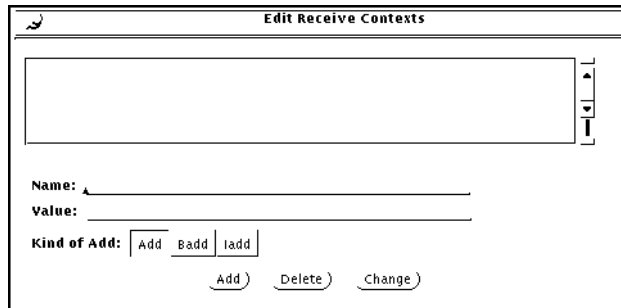 Edit Receive Contexts
Name:
Value:
Kind of Add: Add Badd Iadd
Add Delete Change